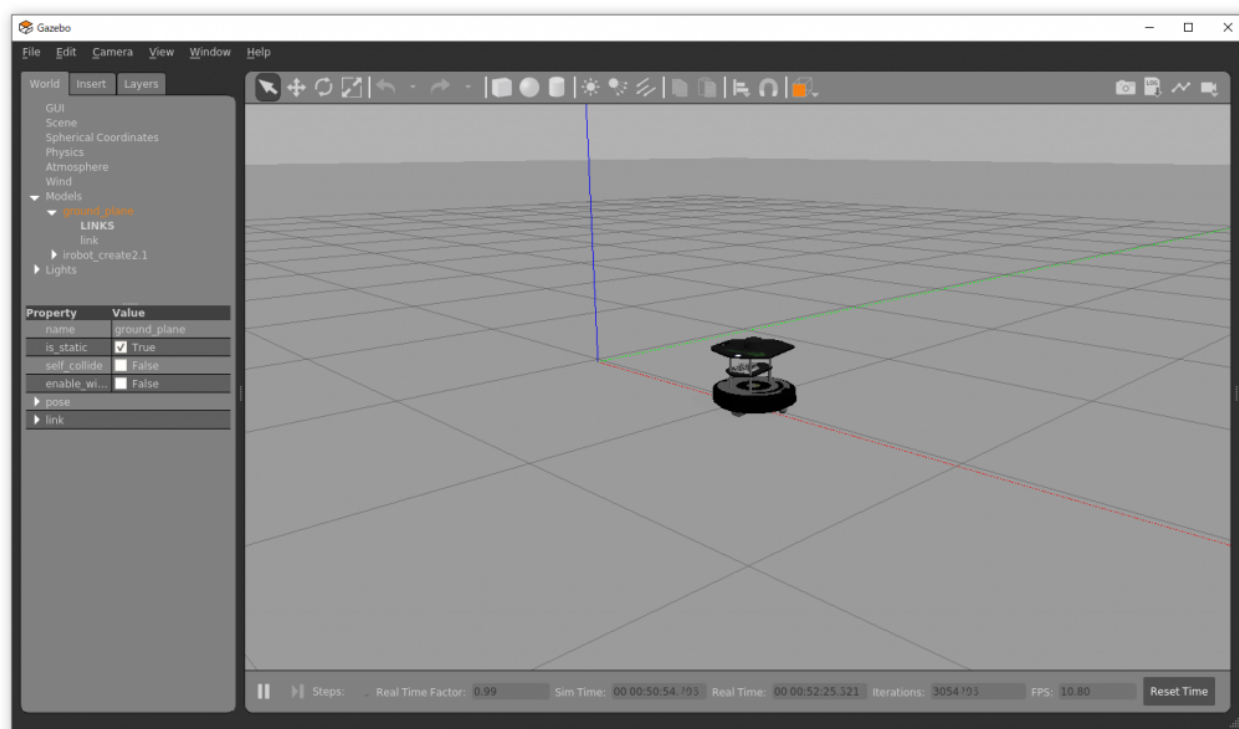 Gazebo
File Edit Camera View Window Help
World Insert Layers
GUI
Scene
Spherical Coordinates
Physics
Atmosphere
Wind
Models
ground_plane
LINKS
link
irobot_create2.1
Lights
Property Value
name ground_plane
is_static True
self_collide False
enable_wi... False
pose
link
Steps: Real Time Factor: 0.99 Sim Time: Real Time: 00 00:52:25.521 Iterations: FPS: 10.80 Reset Time